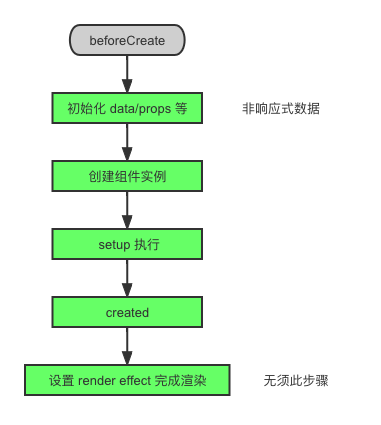 beforeCreate
初始化 data/props 等
非响应式数据
创建组件实例
setup 执行
created
设置 render effect 完成渲染
无须此步骤